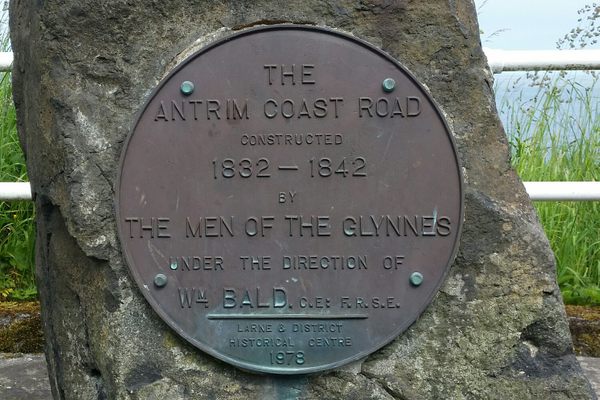 THE
ANTRIM COAST ROAD
CONSTRUCTED
1832 — 1842
BY
THE MEN OF THE GLYNNES
UNDER THE DIRECTION OF
WM BALD. C.E: F.R.S.E.
LARNE & DISTRICT
HISTORICAL CENTRE
1978